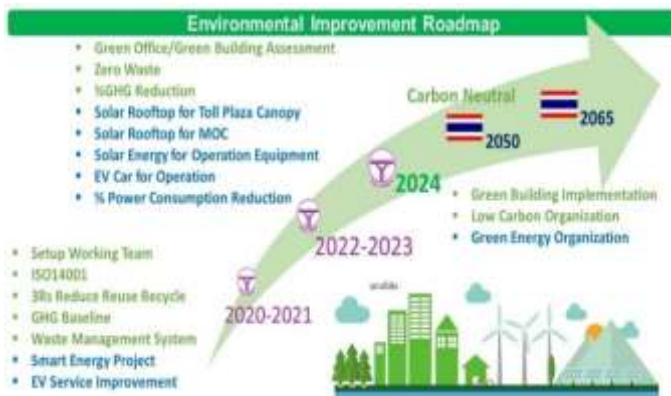 Environmental Improvement Roadmap
• Green Office/Green Building Assessment
• Zero Waste
• %GHG Reduction
• Solar Rooftop for Toll Plaza Canopy
• Solar Rooftop for MOC
• Solar Energy for Operation Equipment
• EV Car for Operation
• % Power Consumption Reduction
Carbon Neutral
2065
2050
2024
• Green Building Implementation
• Low Carbon Organization
• Green Energy Organization
2022-2023
• Setup Working Team
• ISO14001
• 3Rs Reduce Reuse Recycle
• GHG Baseline
• Waste Management System
• Smart Energy Project
• EV Service Improvement
2020-2021